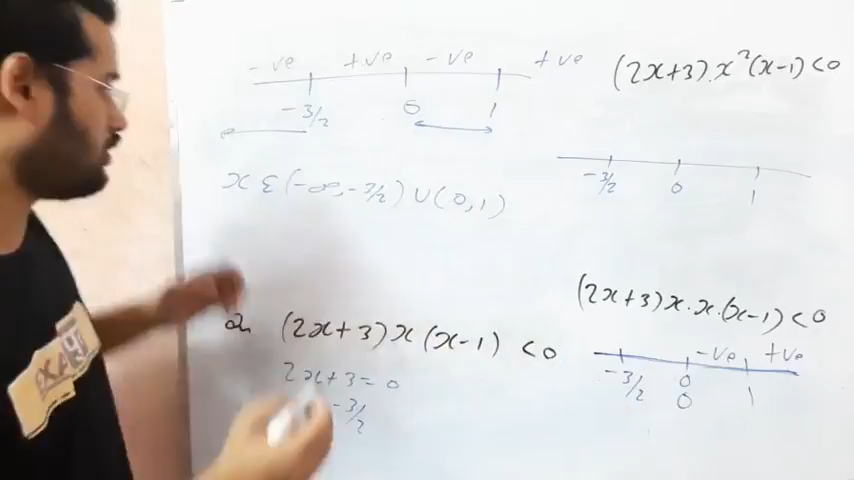 -ve +ve -ve +ve
-3/2 0 1
x ε (-∞, -3/2) ∪ (0, 1)
(2x+3) x (x-1) < 0
2x+3 = 0
-3/2
(2x+3) . x²(x-1) < 0
-3/2 0 1
(2x+3) x . x . (x-1) < 0
-ve +ve
-3/2 0 1
0